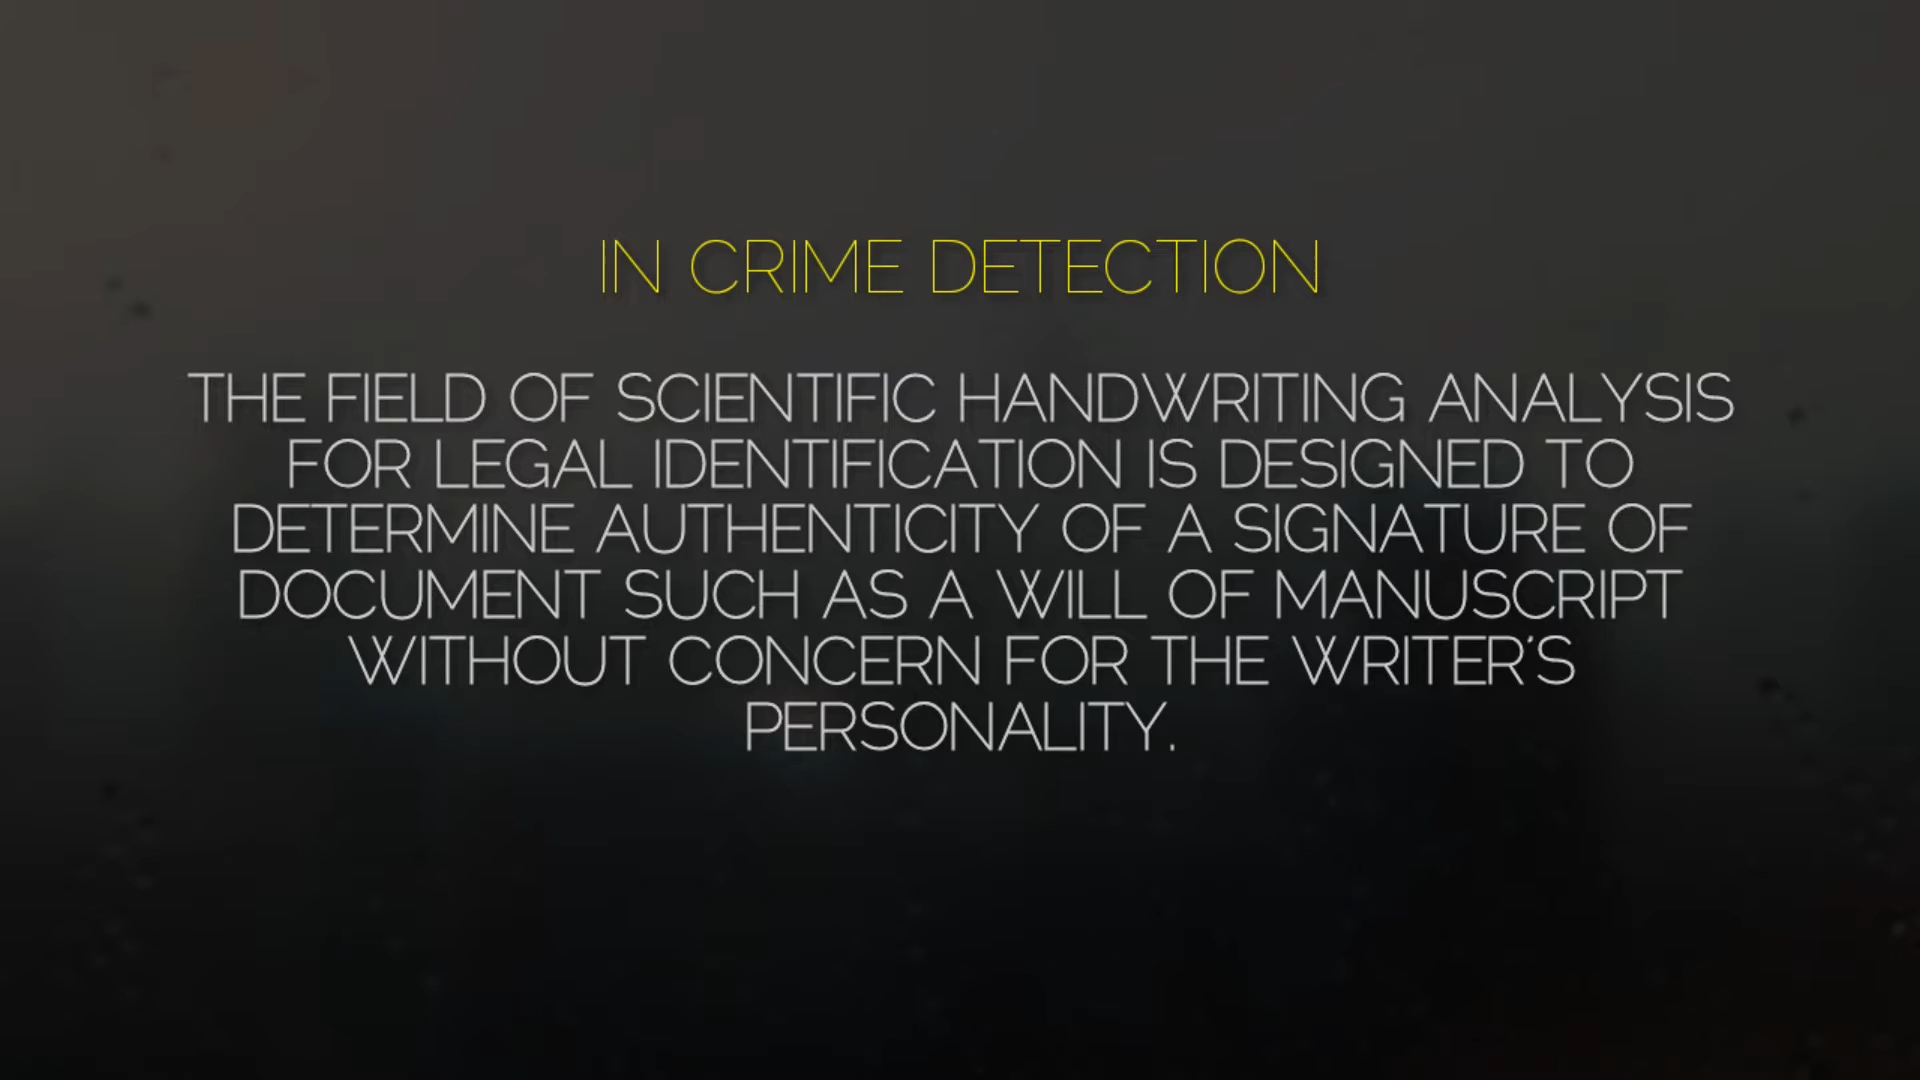 IN CRIME DETECTION
THE FIELD OF SCIENTIFIC HANDWRITING ANALYSIS
FOR LEGAL IDENTIFICATION IS DESIGNED TO
DETERMINE AUTHENTICITY OF A SIGNATURE OF
DOCUMENT SUCH AS A WILL OF MANUSCRIPT
WITHOUT CONCERN FOR THE WRITER'S
PERSONALITY.